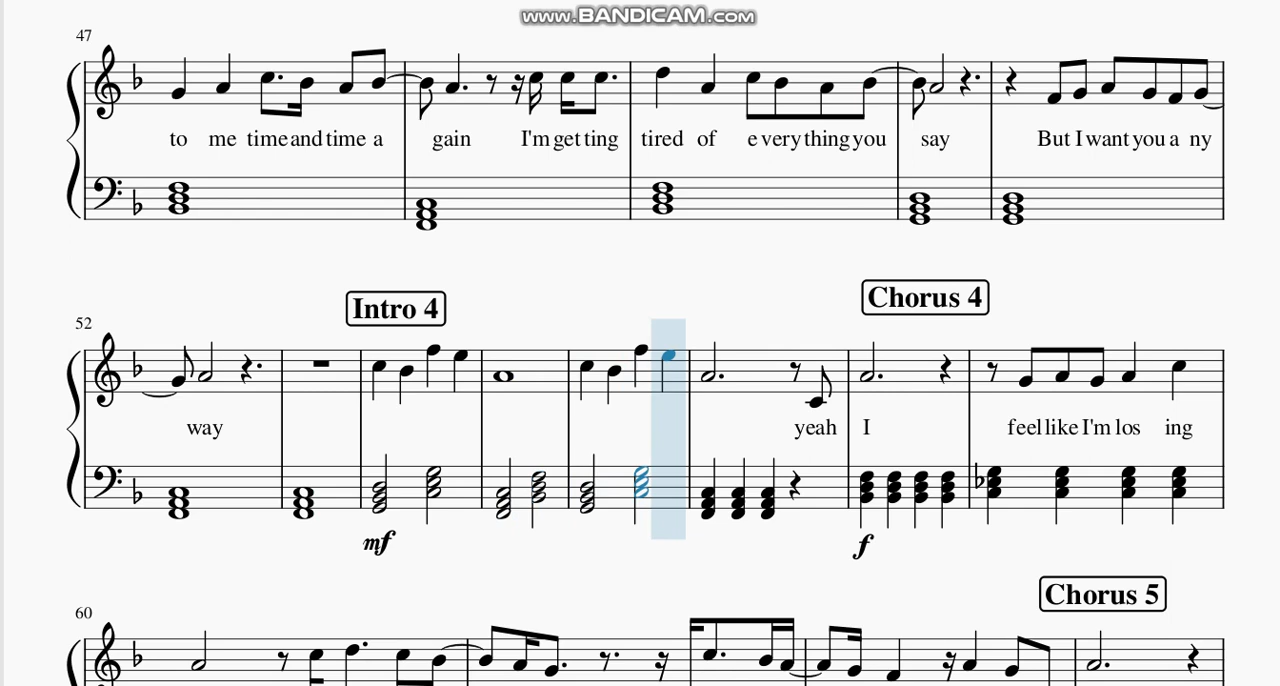 www.BANDICAM.com
47
to me time and time a gain I'm get ting tired of e very thing you say But I want you a ny
52
Intro 4
Chorus 4
way yeah I feel like I'm los ing
mf f
60
Chorus 5